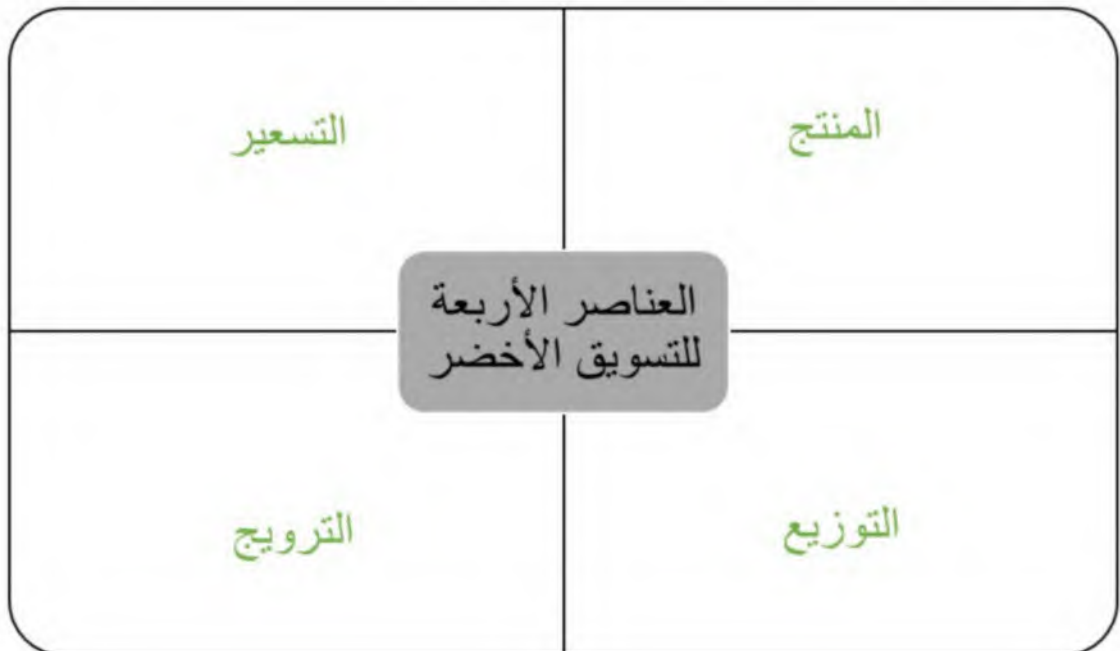 المنتج
التسعير
العناصر الأربعة
للتسويق الأخضر
التوزيع
الترويج